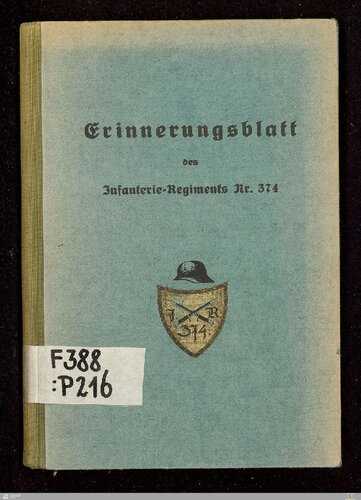 Erinnerungsblatt
des
Infanterie-Regiments Nr. 374
J R
374
F388
:P216